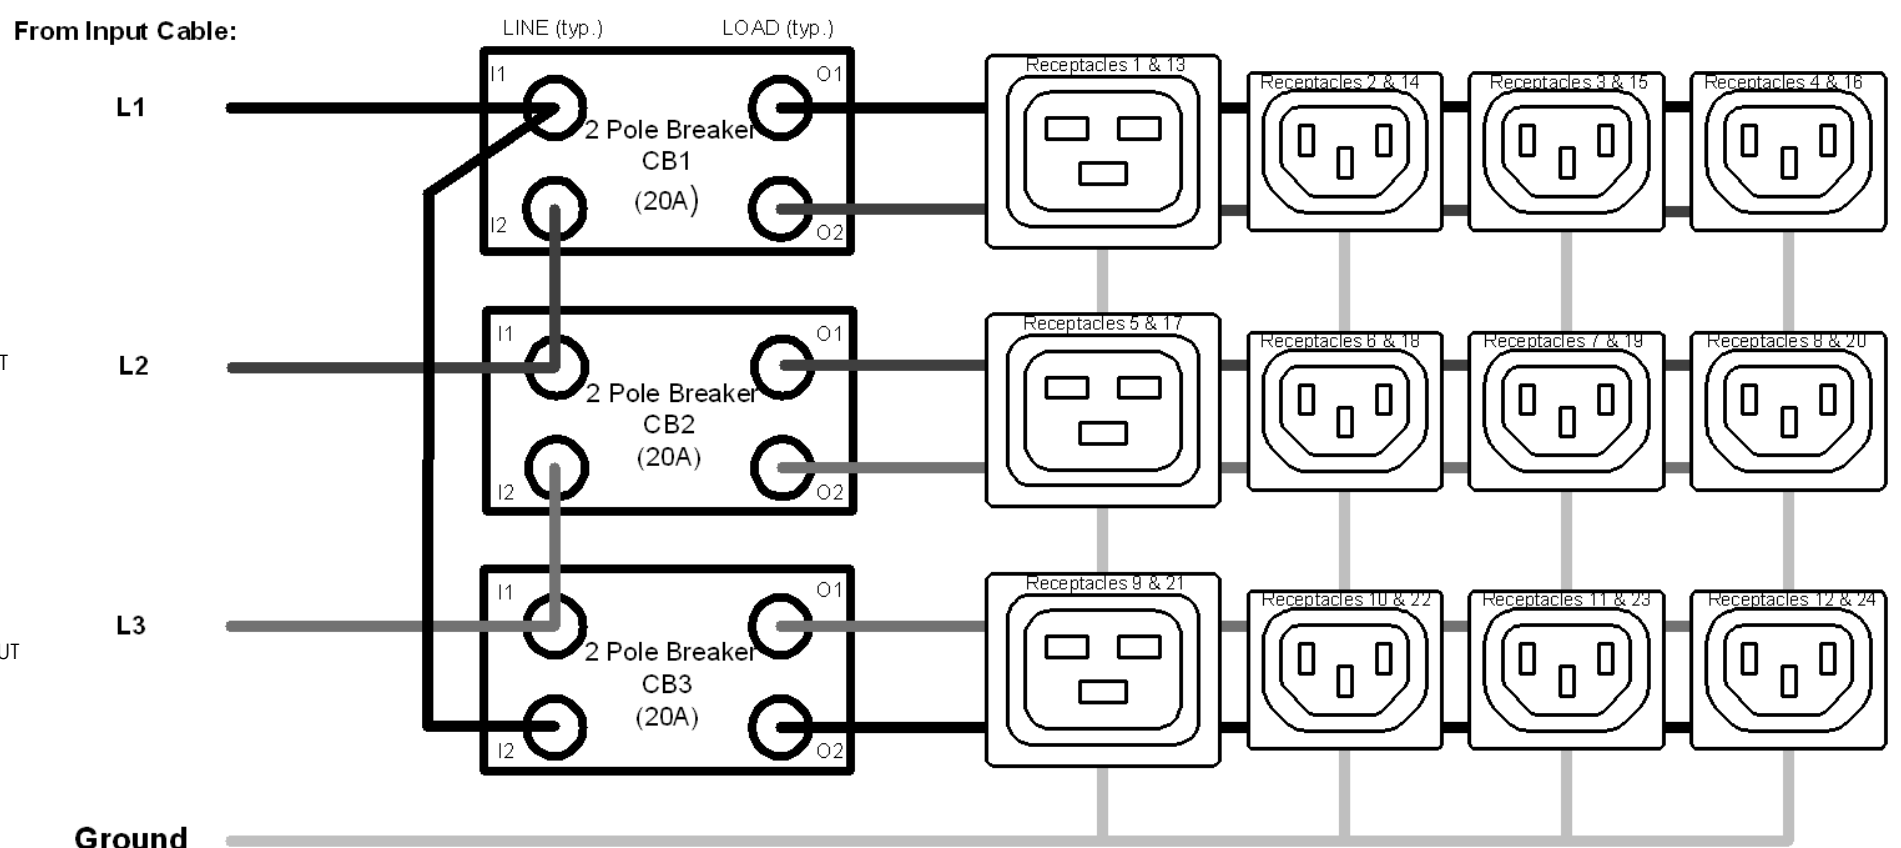 From Input Cable:
LINE (typ.)
LOAD (typ.)
L1
I1
O1
2 Pole Breaker
CB1
(20A)
I2
O2
Receptacles 1 & 13
Receptacles 2 & 14
Receptacles 3 & 15
Receptacles 4 & 16
T
L2
I1
O1
2 Pole Breaker
CB2
(20A)
I2
O2
Receptacles 5 & 17
Receptacles 6 & 18
Receptacles 7 & 19
Receptacles 8 & 20
UT
L3
I1
O1
2 Pole Breaker
CB3
(20A)
I2
O2
Receptacles 9 & 21
Receptacles 10 & 22
Receptacles 11 & 23
Receptacles 12 & 24
Ground